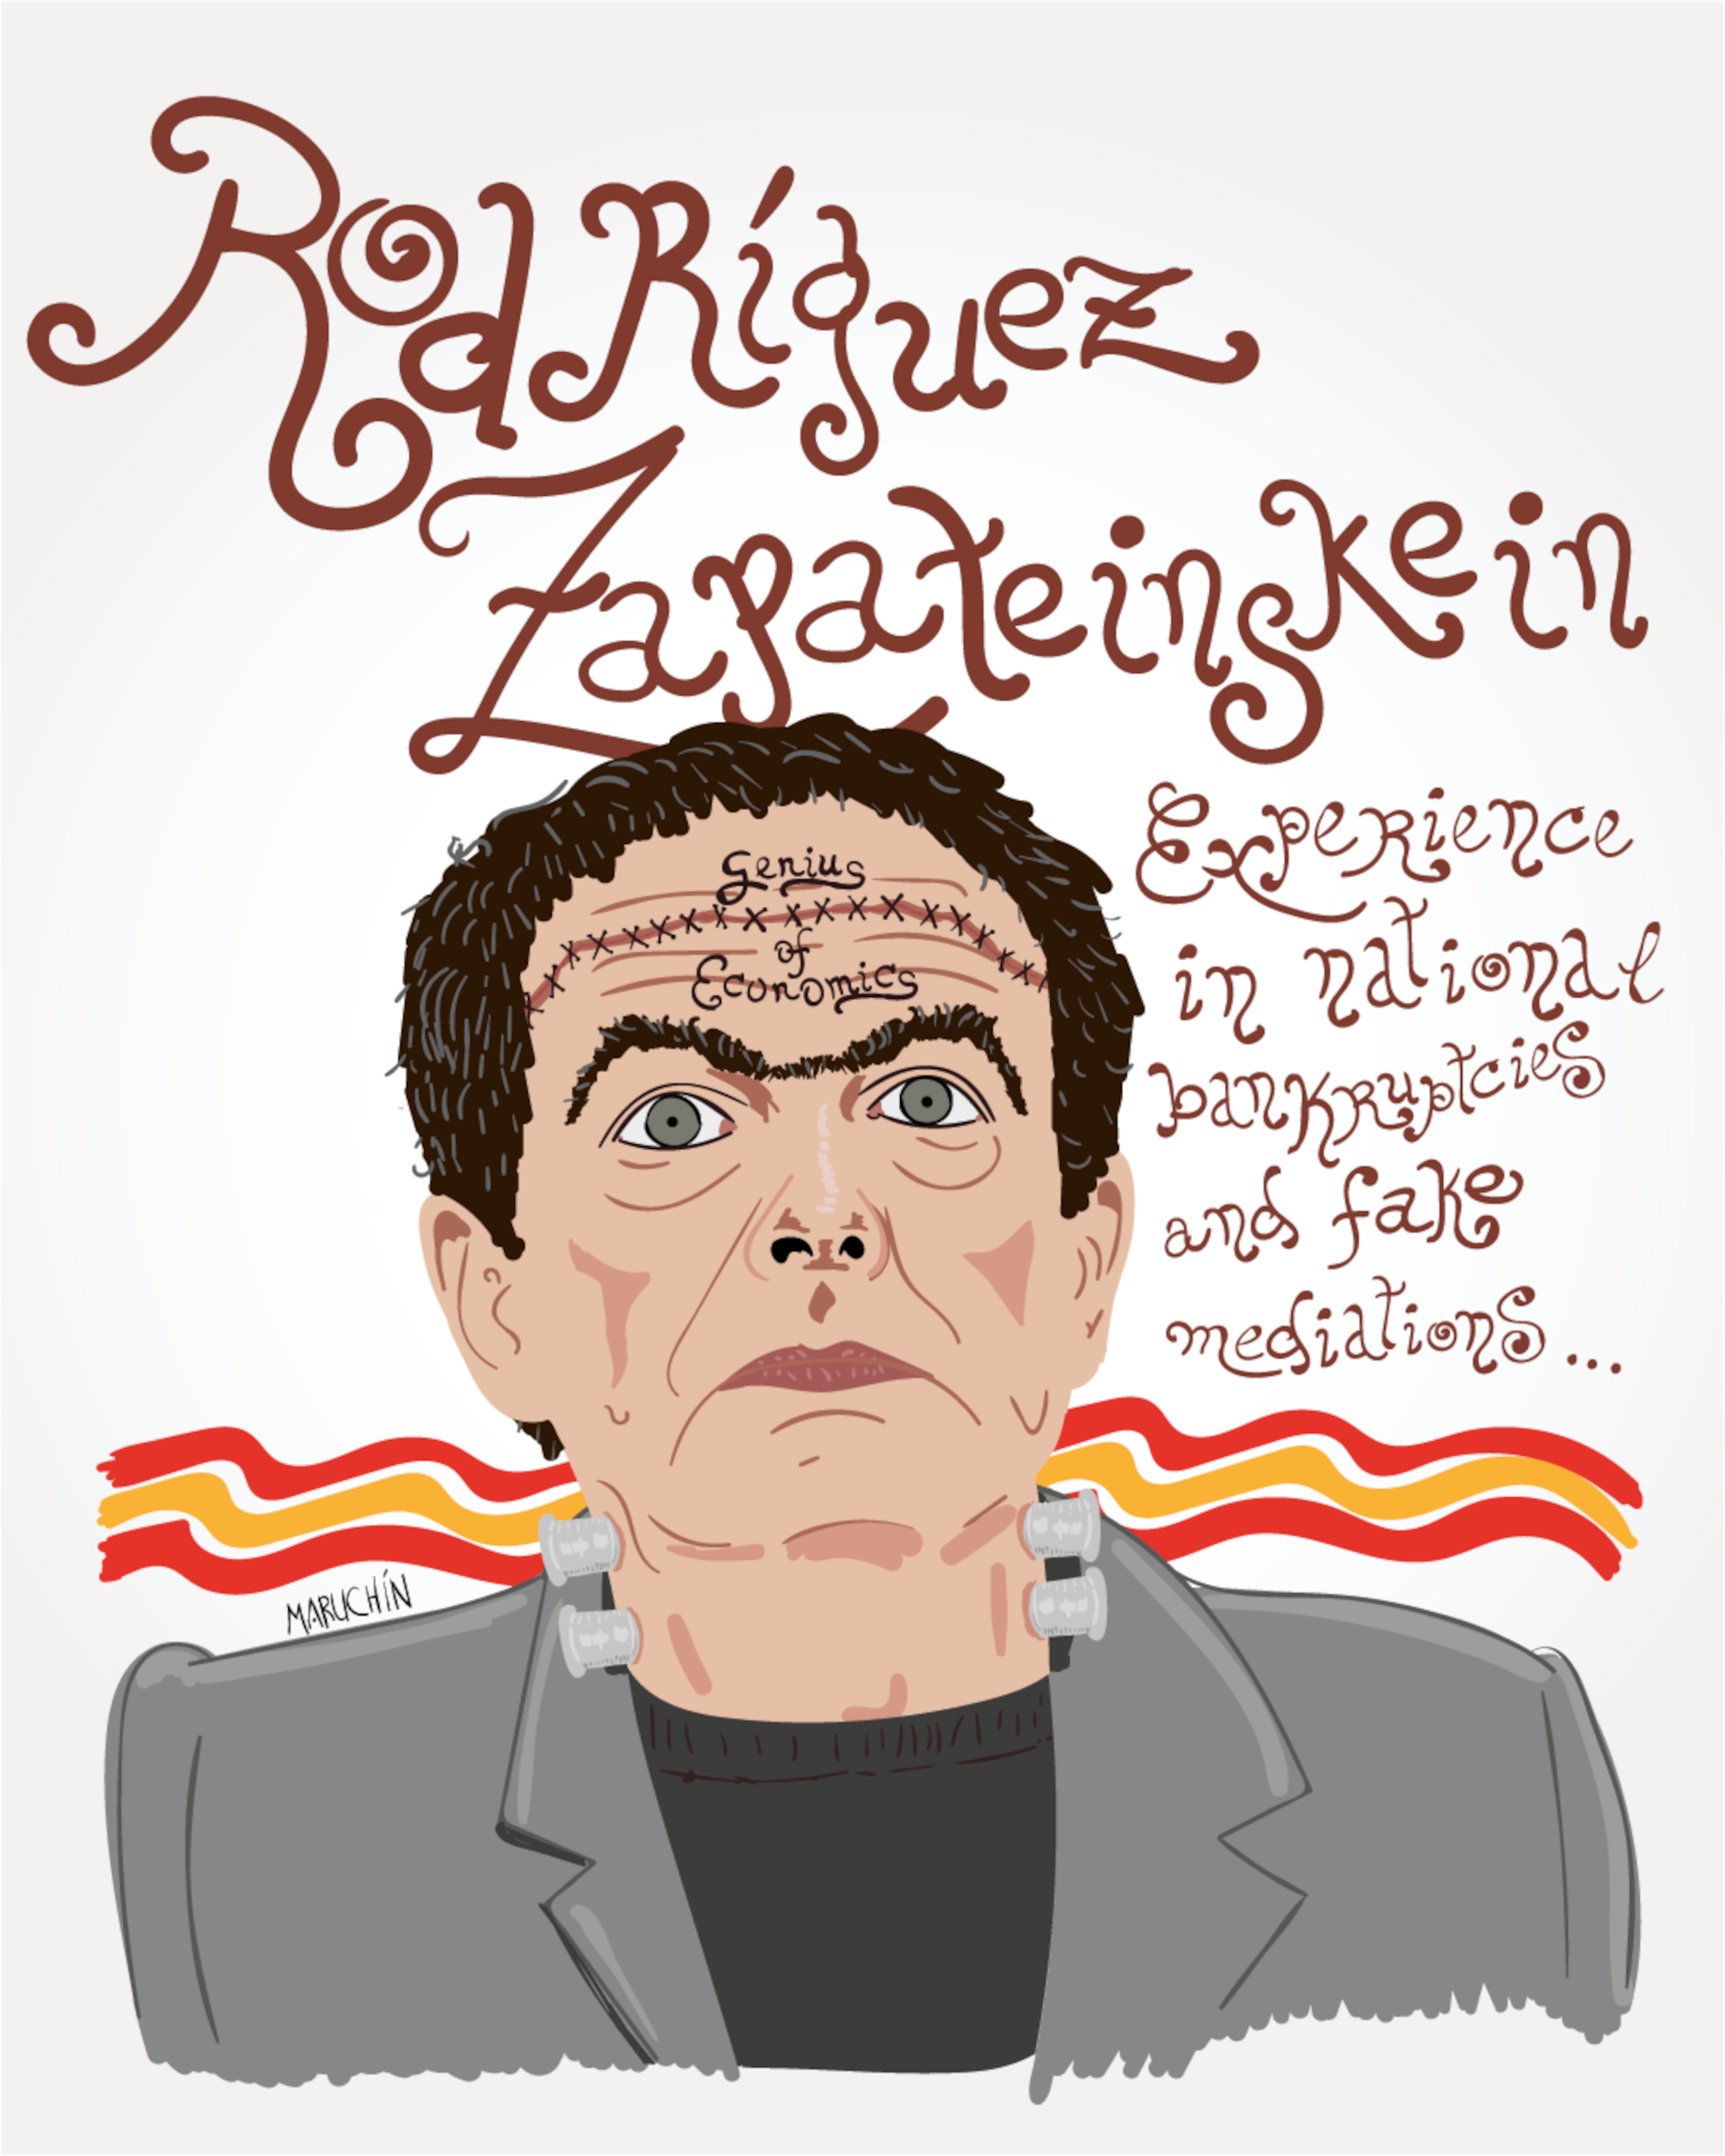 RodRíguez
Zapateinskein
Genius
of
Economics
Experience
in national
bankruptcies
and fake
mediations...
MARUCHÍN